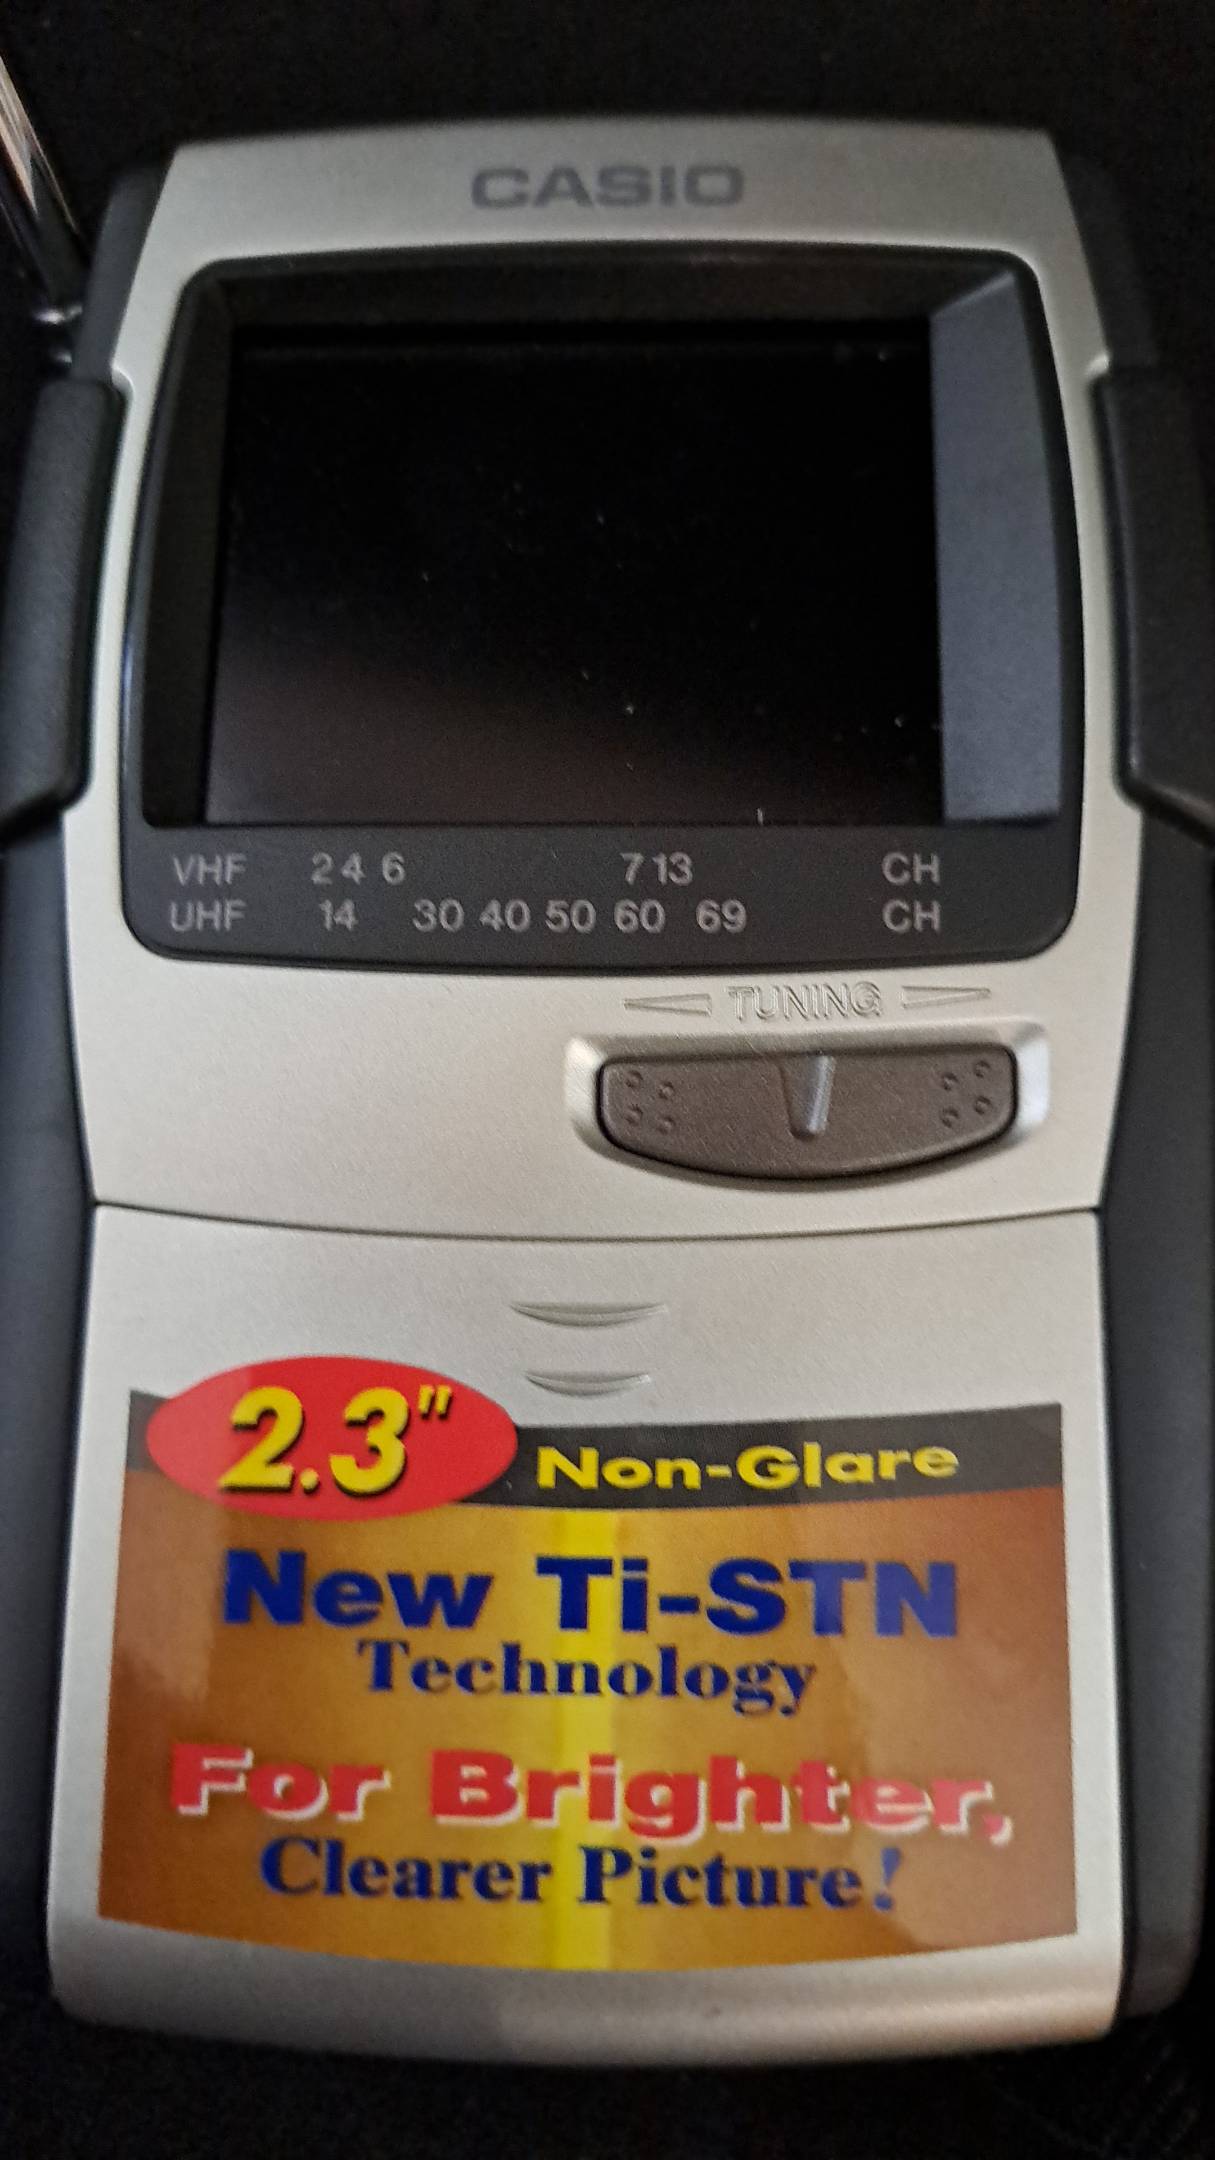 CASIO
VHF 2 4 6 7 13 CH
UHF 14 30 40 50 60 69 CH
TUNING
2.3" Non-Glare
New Ti-STN
Technology
For Brighter,
Clearer Picture!